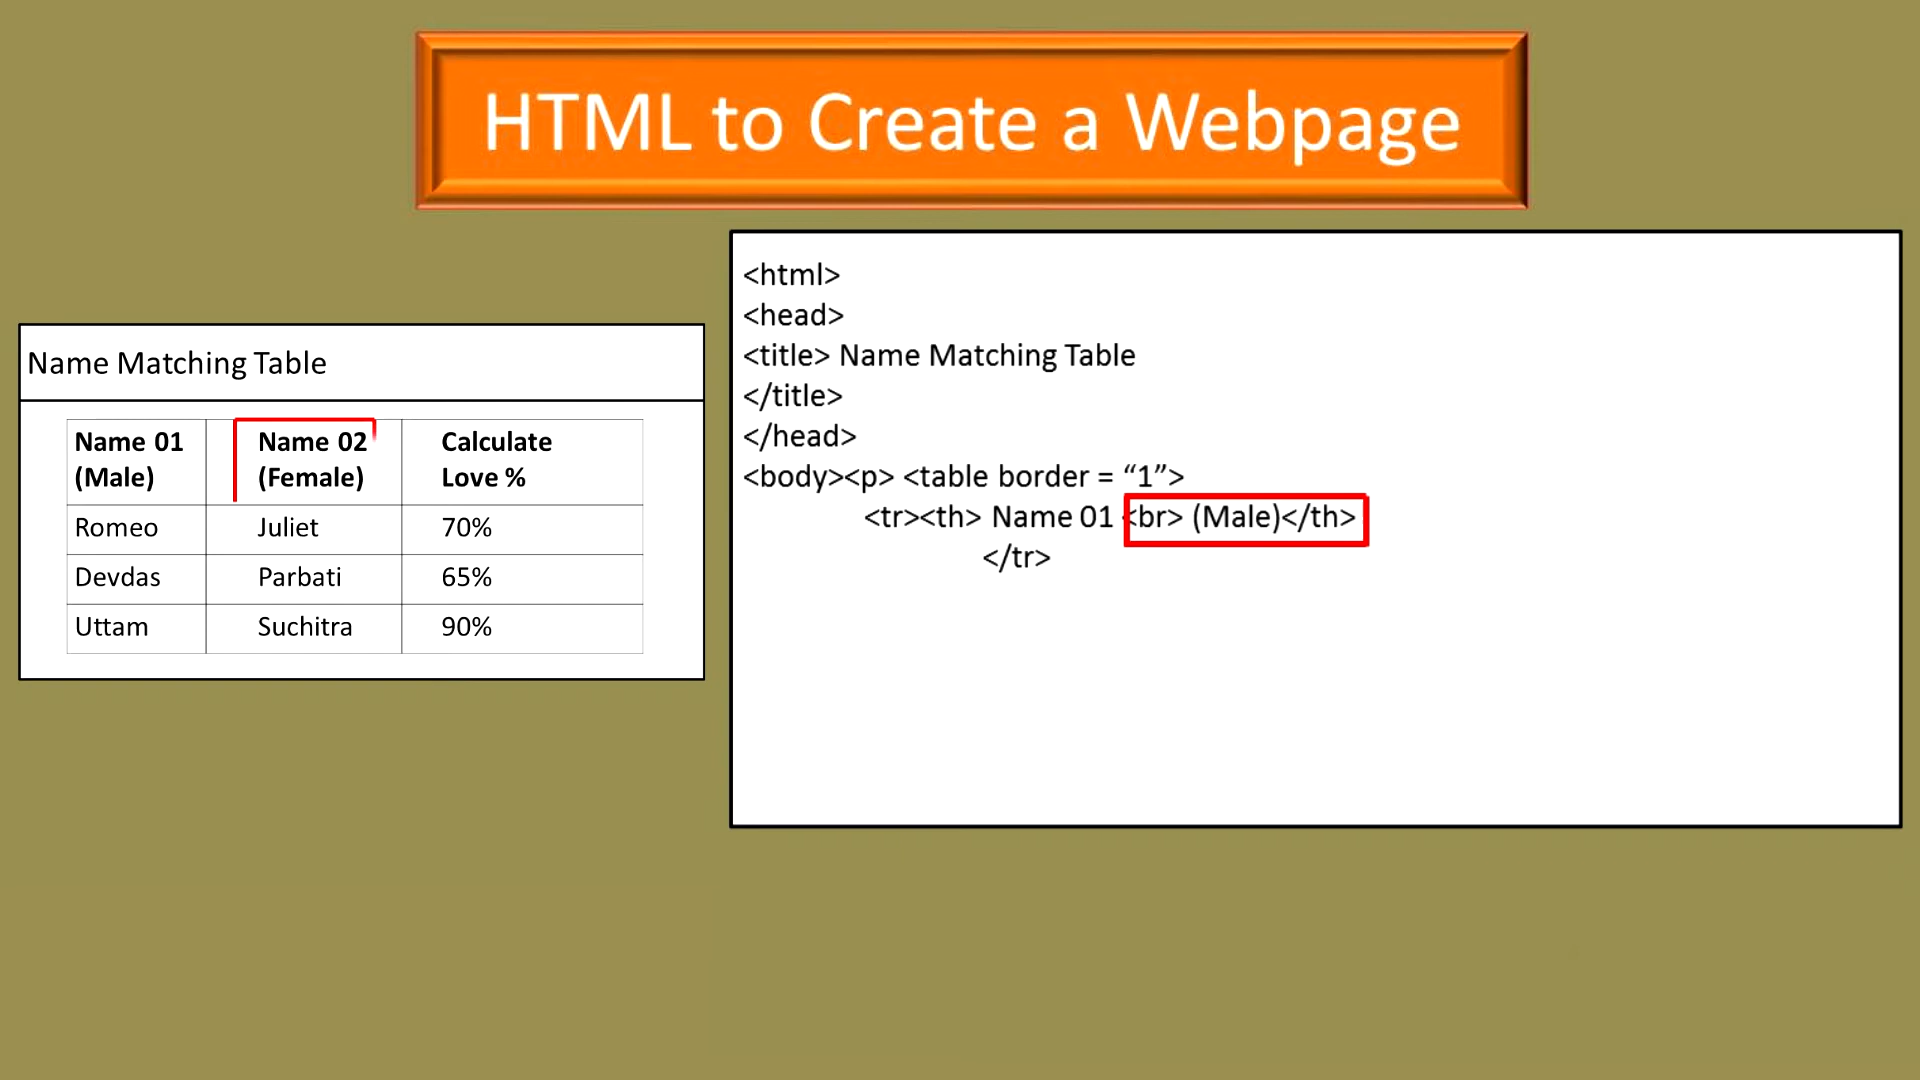 HTML to Create a Webpage
Name Matching Table
Name 01 (Male) Name 02 (Female) Calculate Love %
Romeo Juliet 70%
Devdas Parbati 65%
Uttam Suchitra 90%
<html>
<head>
<title> Name Matching Table
</title>
</head>
<body><p> <table border = “1”>
<tr><th> Name 01 <br> (Male)</th>
</tr>